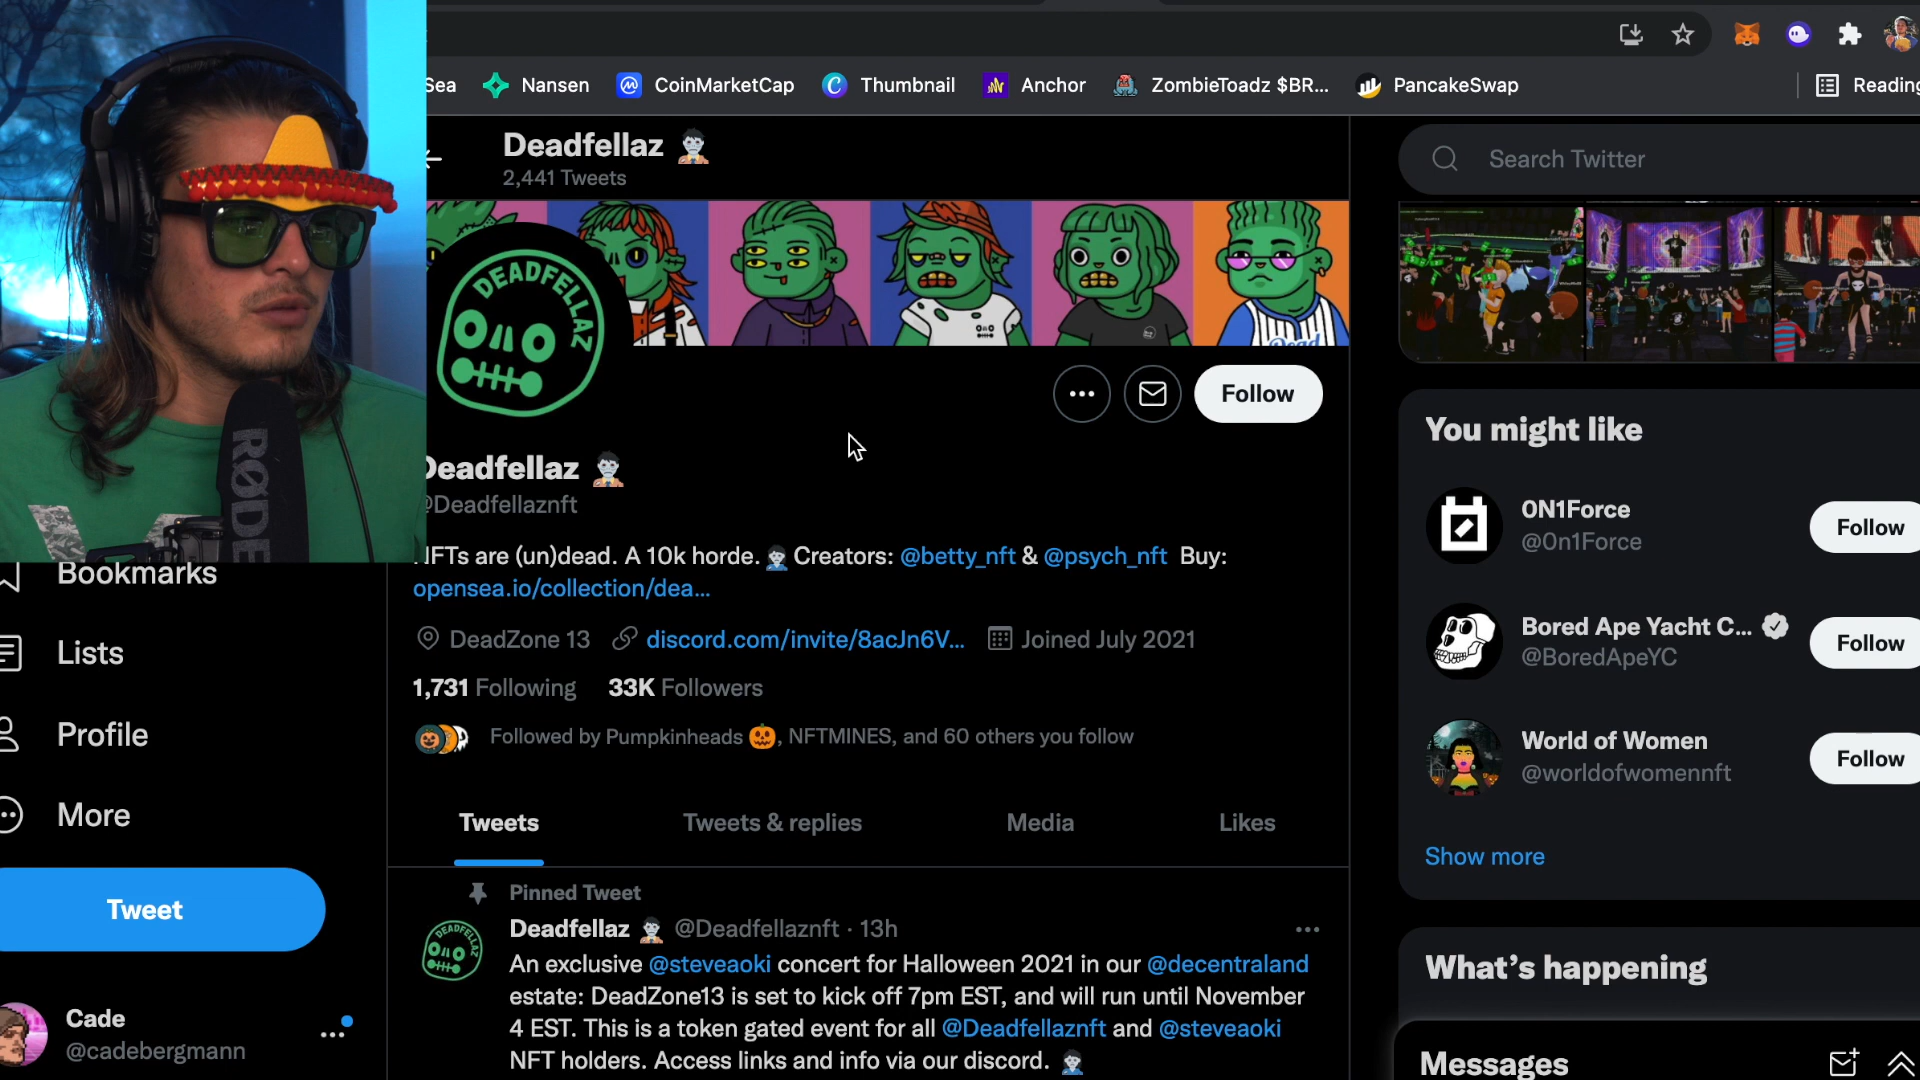 Sea Nansen CoinMarketCap Thumbnail Anchor ZombieToadz $BR... PancakeSwap Reading
Deadfellaz
2,441 Tweets
Search Twitter
DEADFELLAZ
Follow
Deadfellaz
@Deadfellaznft
NFTs are (un)dead. A 10k horde. Creators: @betty_nft & @psych_nft Buy:
opensea.io/collection/dea...
DeadZone 13 discord.com/invite/8acJn6V... Joined July 2021
1,731 Following 33K Followers
Followed by Pumpkinheads, NFTMINES, and 60 others you follow
Tweets Tweets & replies Media Likes
Pinned Tweet
Deadfellaz @Deadfellaznft · 13h
DEADFELLAZ
An exclusive @steveaoki concert for Halloween 2021 in our @decentraland
estate: DeadZone13 is set to kick off 7pm EST, and will run until November
4 EST. This is a token gated event for all @Deadfellaznft and @steveaoki
NFT holders. Access links and info via our discord.
RØDE
Bookmarks
Lists
Profile
More
Tweet
Cade
@cadebergmann
You might like
0N1Force
@0n1Force
Follow
Bored Ape Yacht C...
@BoredApeYC
Follow
World of Women
@worldofwomennft
Follow
Show more
What's happening
Messages